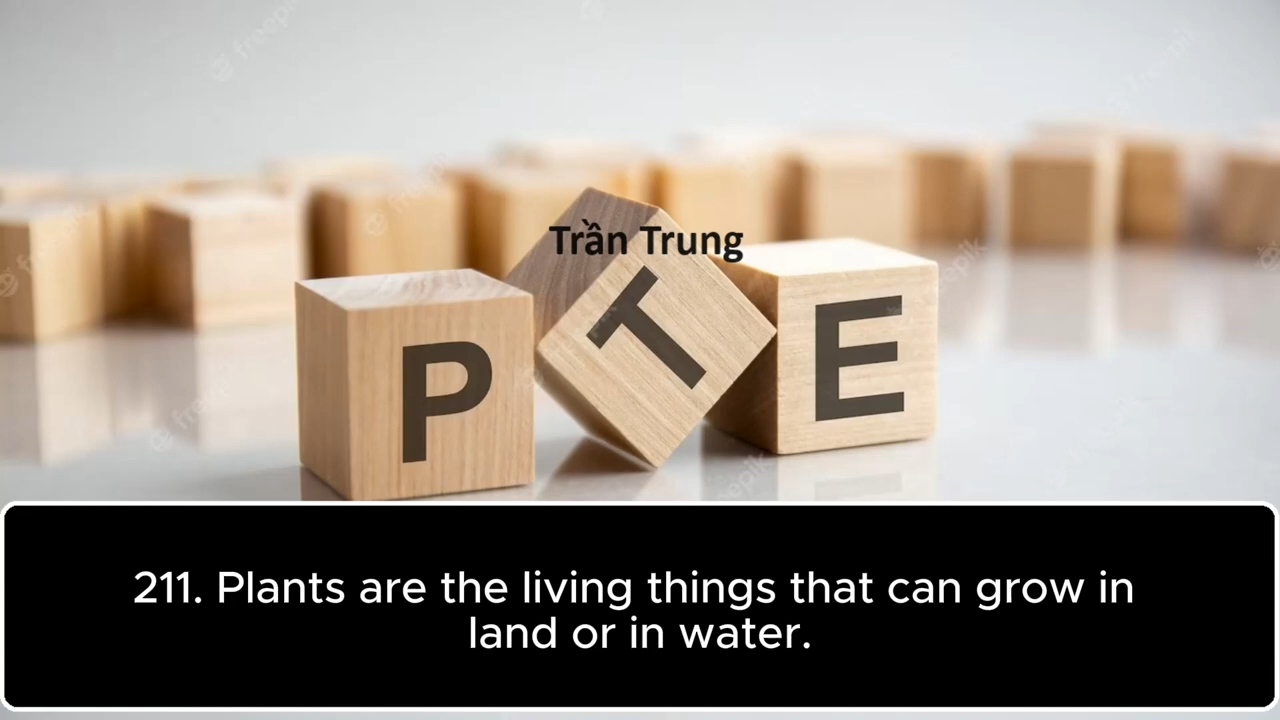 Trần Trung
P T E
211. Plants are the living things that can grow in
land or in water.